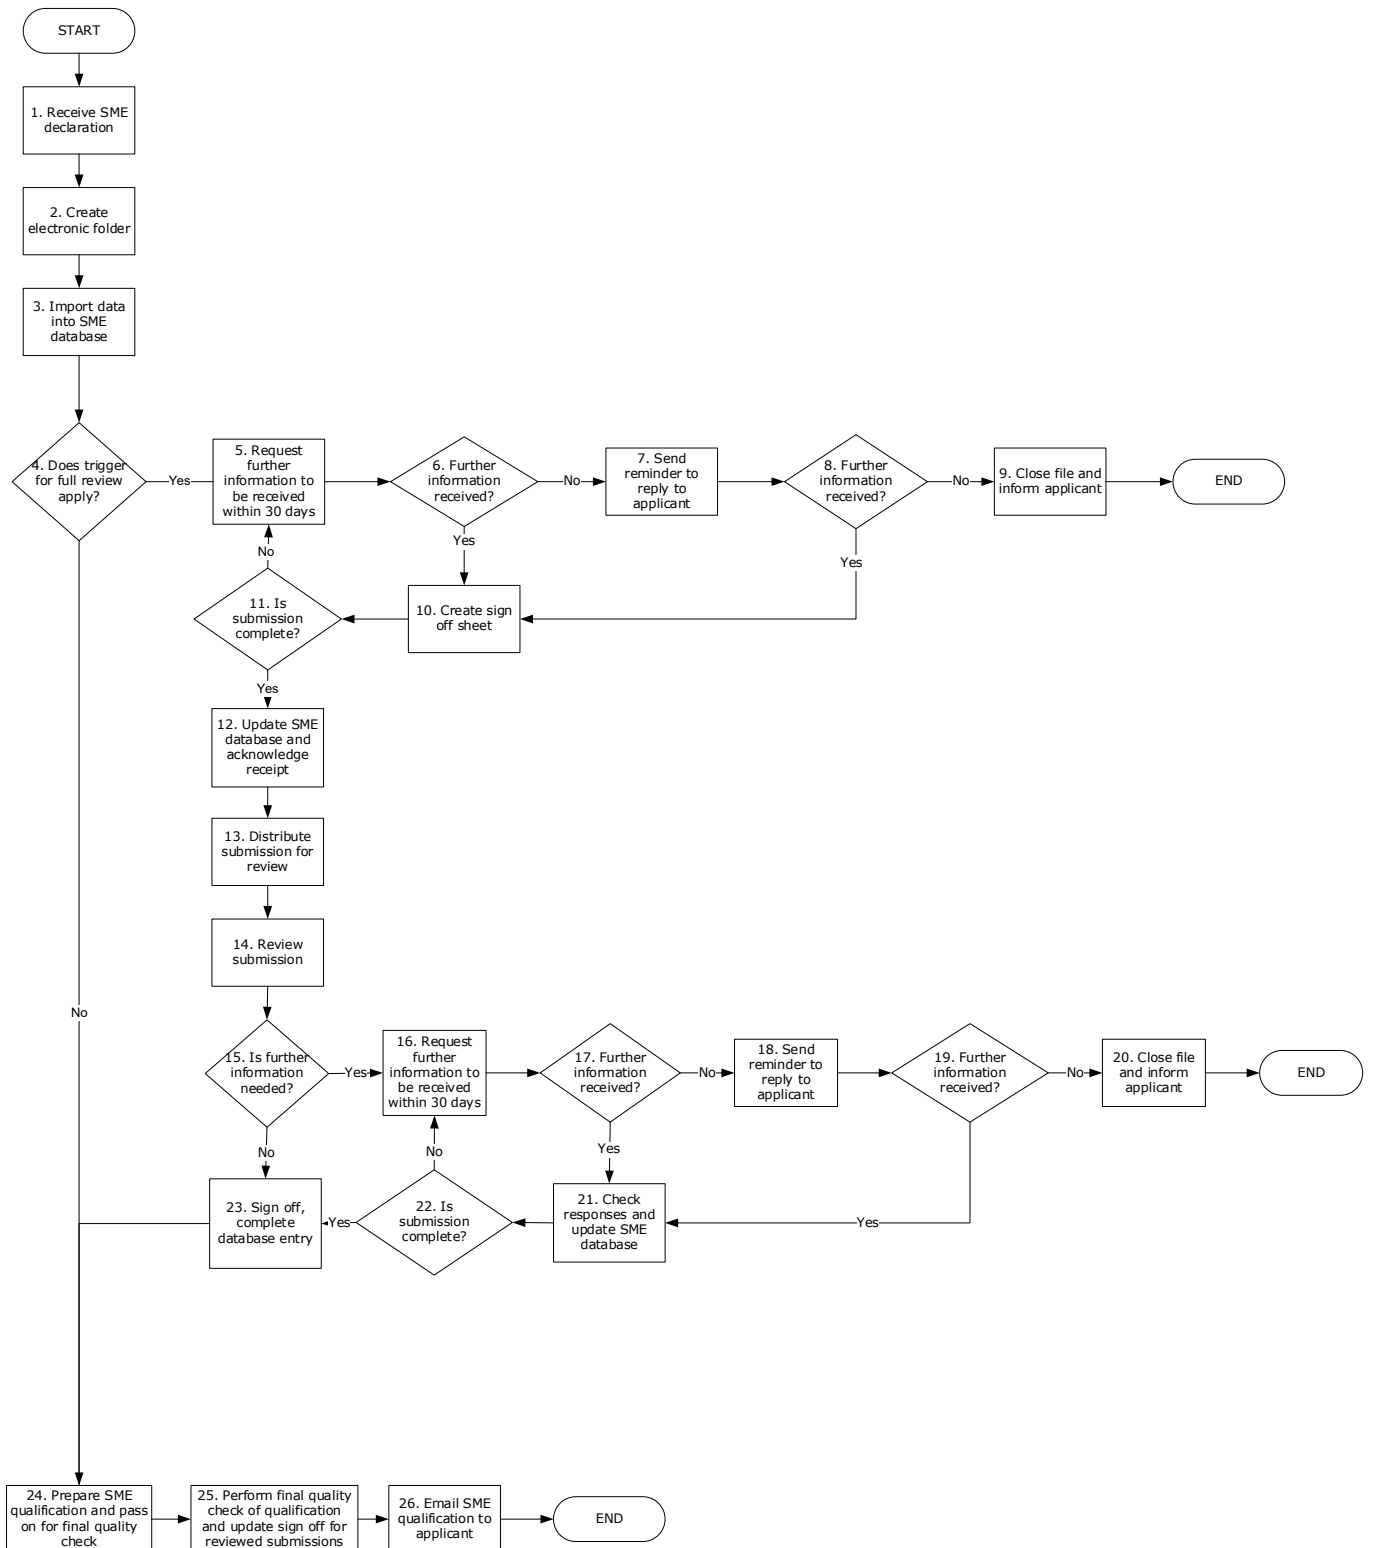 START
1. Receive SME
declaration
2. Create
electronic folder
3. Import data
into SME
database
4. Does trigger
for full review
apply?
Yes
5. Request
further
information to
be received
within 30 days
6. Further
information
received?
No
7. Send
reminder to
reply to
applicant
8. Further
information
received?
No
9. Close file and
inform applicant
END
No
Yes
Yes
11. Is
submission
complete?
10. Create sign
off sheet
Yes
12. Update SME
database and
acknowledge
receipt
13. Distribute
submission for
review
14. Review
submission
No
15. Is further
information
needed?
Yes
16. Request
further
information to
be received
within 30 days
17. Further
information
received?
No
18. Send
reminder to
reply to
applicant
19. Further
information
received?
No
20. Close file
and inform
applicant
END
No
No
Yes
23. Sign off,
complete
database entry
Yes
22. Is
submission
complete?
21. Check
responses and
update SME
database
Yes
24. Prepare SME
qualification and pass
on for final quality
check
25. Perform final quality
check of qualification
and update sign off for
reviewed submissions
26. Email SME
qualification to
applicant
END